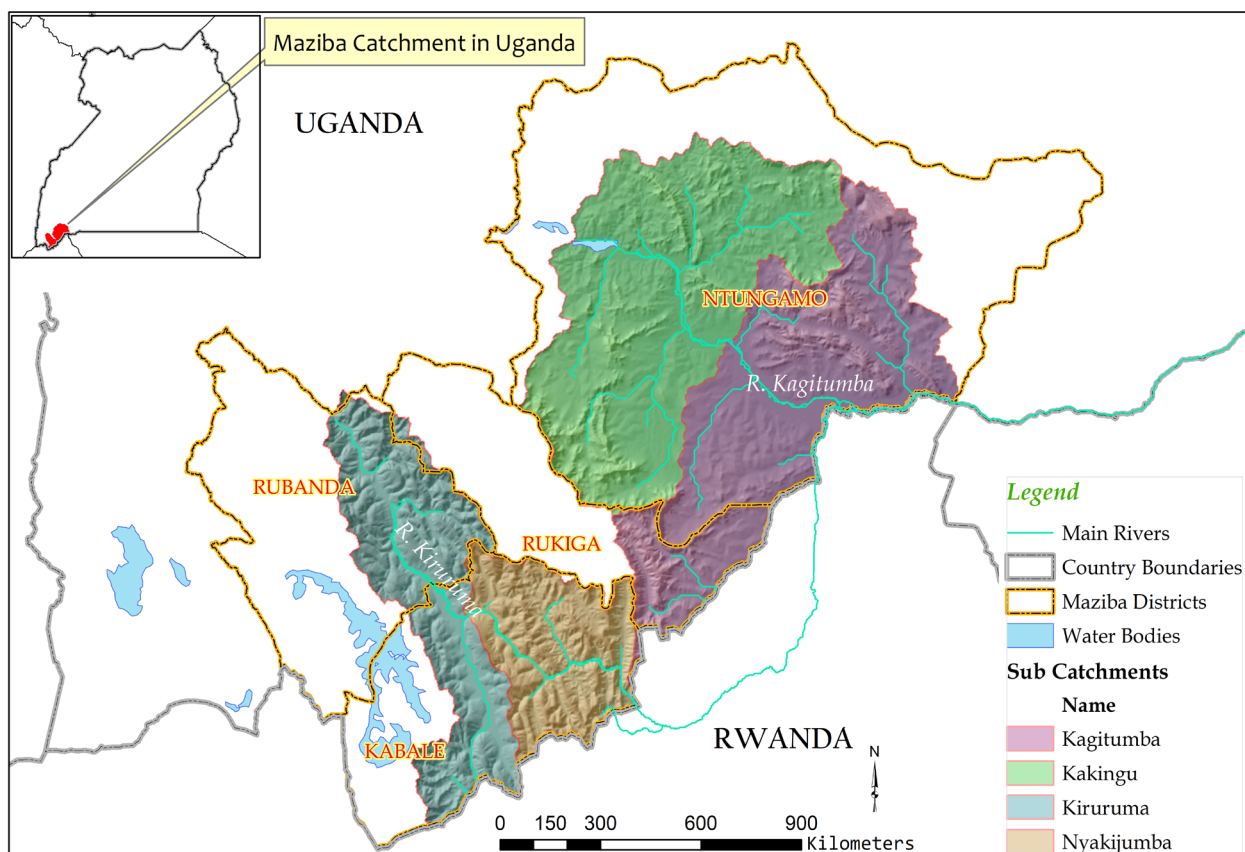 Maziba Catchment in Uganda
UGANDA
NTUNGAMO
R. Kagitumba
RUBANDA
R. Kiruruma
RUKIGA
KABALE
RWANDA
N
0 150 300 600 900
Kilometers
Legend
Main Rivers
Country Boundaries
Maziba Districts
Water Bodies
Sub Catchments
Name
Kagitumba
Kakingu
Kiruruma
Nyakijumba